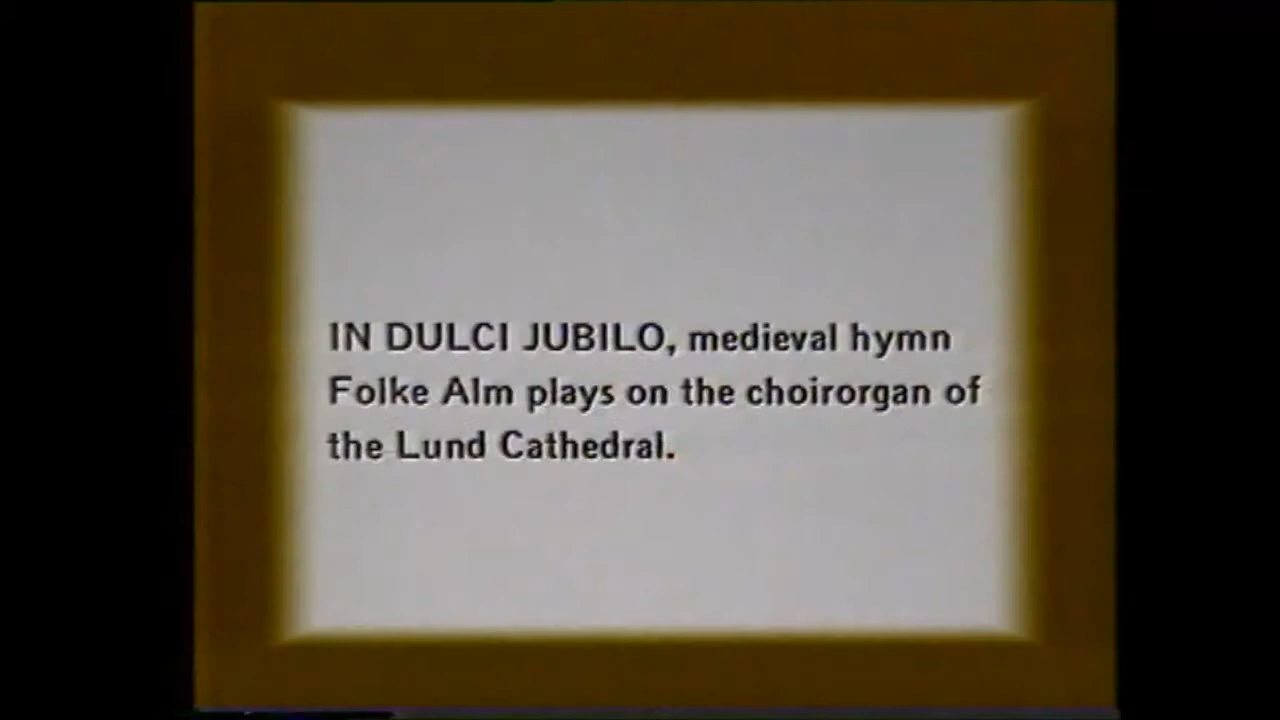 IN DULCI JUBILO, medieval hymn
Folke Alm plays on the choirorgan of
the Lund Cathedral.